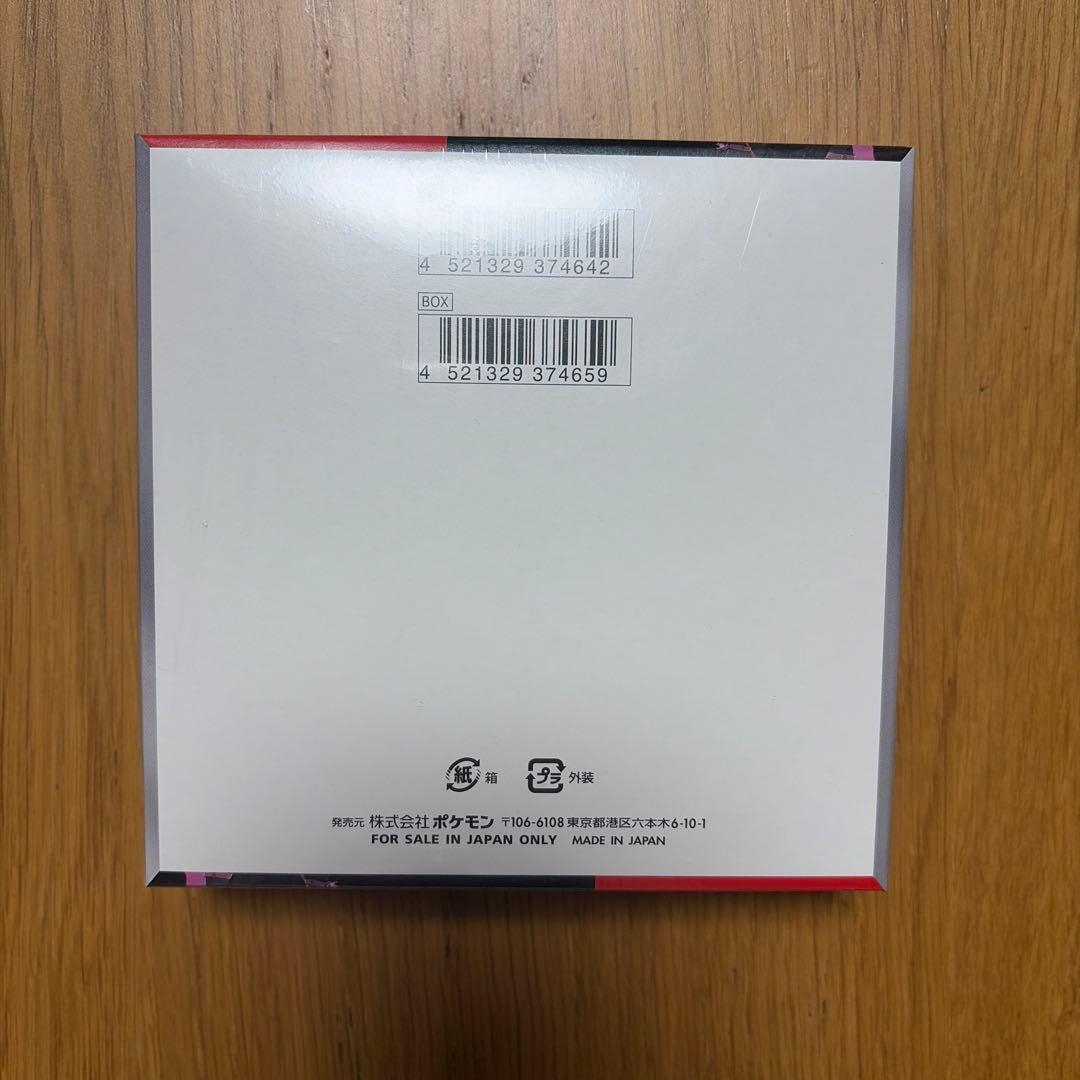 4 521329 374642
BOX
4 521329 374659
紙 箱 プラ 外装
発売元 株式会社ポケモン 〒106-6108 東京都港区六本木6-10-1
FOR SALE IN JAPAN ONLY MADE IN JAPAN